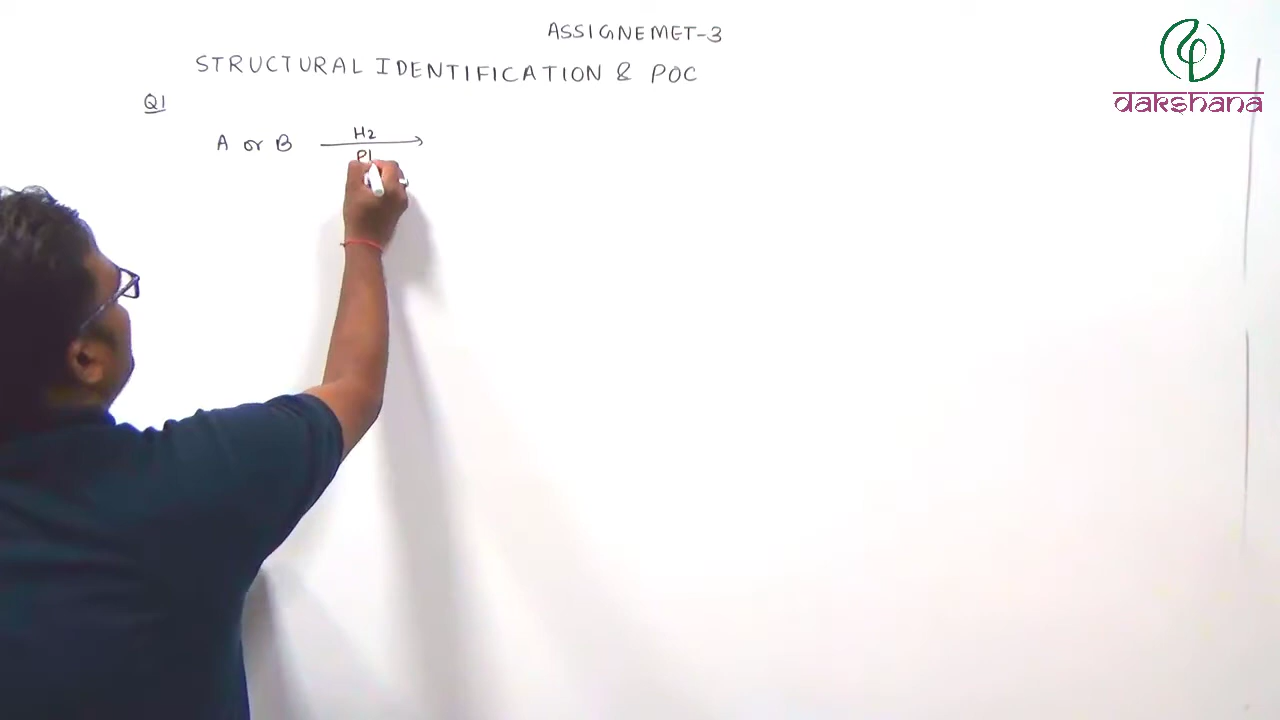 ASSIGNEMET-3
STRUCTURAL IDENTIFICATION & POC
Q1
A or B
H2
dakshana